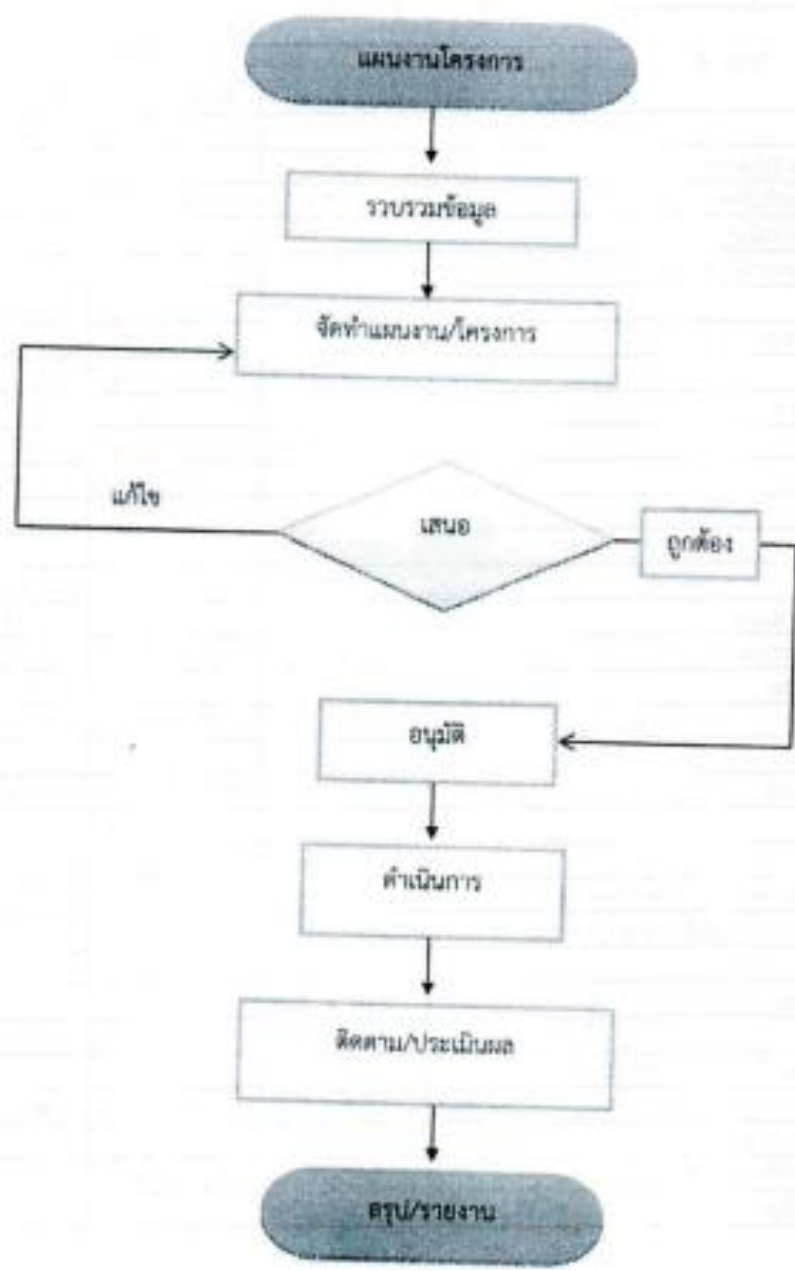 แผนงานโครงการ
รวบรวมข้อมูล
จัดทำแผนงาน/โครงการ
แก้ไข
เสนอ
ถูกต้อง
อนุมัติ
ดำเนินการ
ติดตาม/ประเมินผล
สรุป/รายงาน